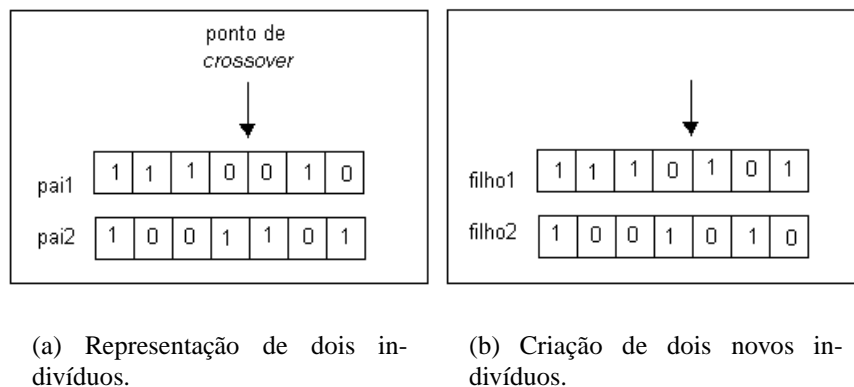 ponto de
crossover
pai1 1 1 1 0 0 1 0
pai2 1 0 0 1 1 0 1
filho1 1 1 1 0 1 0 1
filho2 1 0 0 1 0 1 0
(a) Representação de dois in-
divíduos.
(b) Criação de dois novos in-
divíduos.